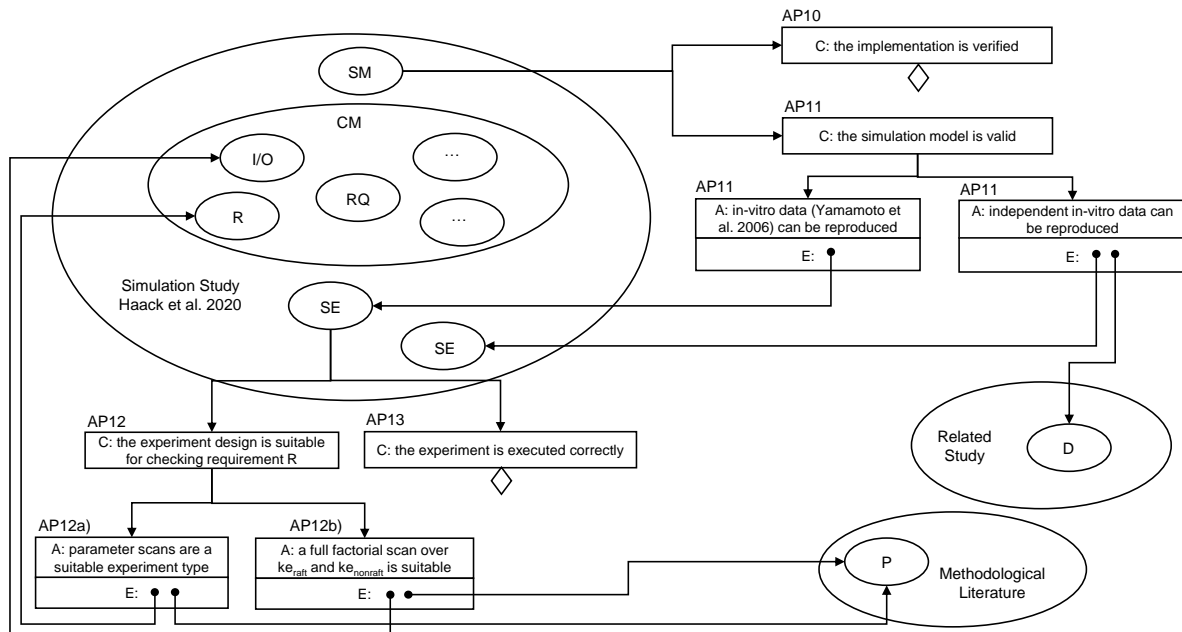 AP10
C: the implementation is verified
SM
AP11
C: the simulation model is valid
CM
I/O
...
RQ
R
...
AP11
A: in-vitro data (Yamamoto et
al. 2006) can be reproduced
E:
AP11
A: independent in-vitro data can
be reproduced
E:
Simulation Study
Haack et al. 2020
SE
SE
AP12
C: the experiment design is suitable
for checking requirement R
AP13
C: the experiment is executed correctly
Related
Study
D
AP12a)
A: parameter scans are a
suitable experiment type
E:
AP12b)
A: a full factorial scan over
ke_raft and ke_nonraft is suitable
E:
P
Methodological
Literature